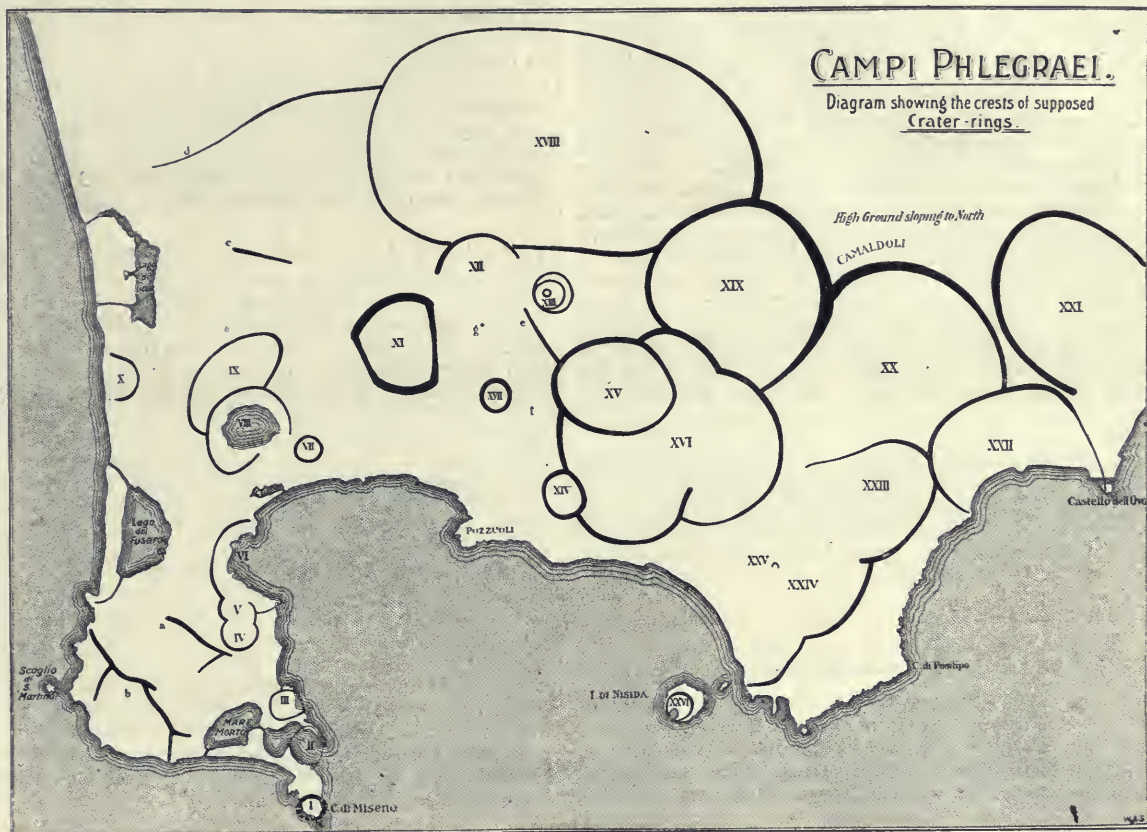 CAMPI PHLEGRAEI.
Diagram showing the crests of supposed
Crater-rings.
XVIII
d
High Ground sloping to North
CAMALDOLI
c
XII
XIII
XIX
XXI
g
e
XI
X
IX
XX
XV
XVII
f
VIII
VII
XVI
XXII
XIV
XXIII
Castello dell'Ovo
Lago
del
Fusaro
POZZUOLI
VI
XXV
XXIV
V
IV
a
Scoglio
di
S.
Martino
b
C. di Posilipo
III
I. DI NISIDA
XXVI
MARE
MORTO
II
I
C. di MISENO